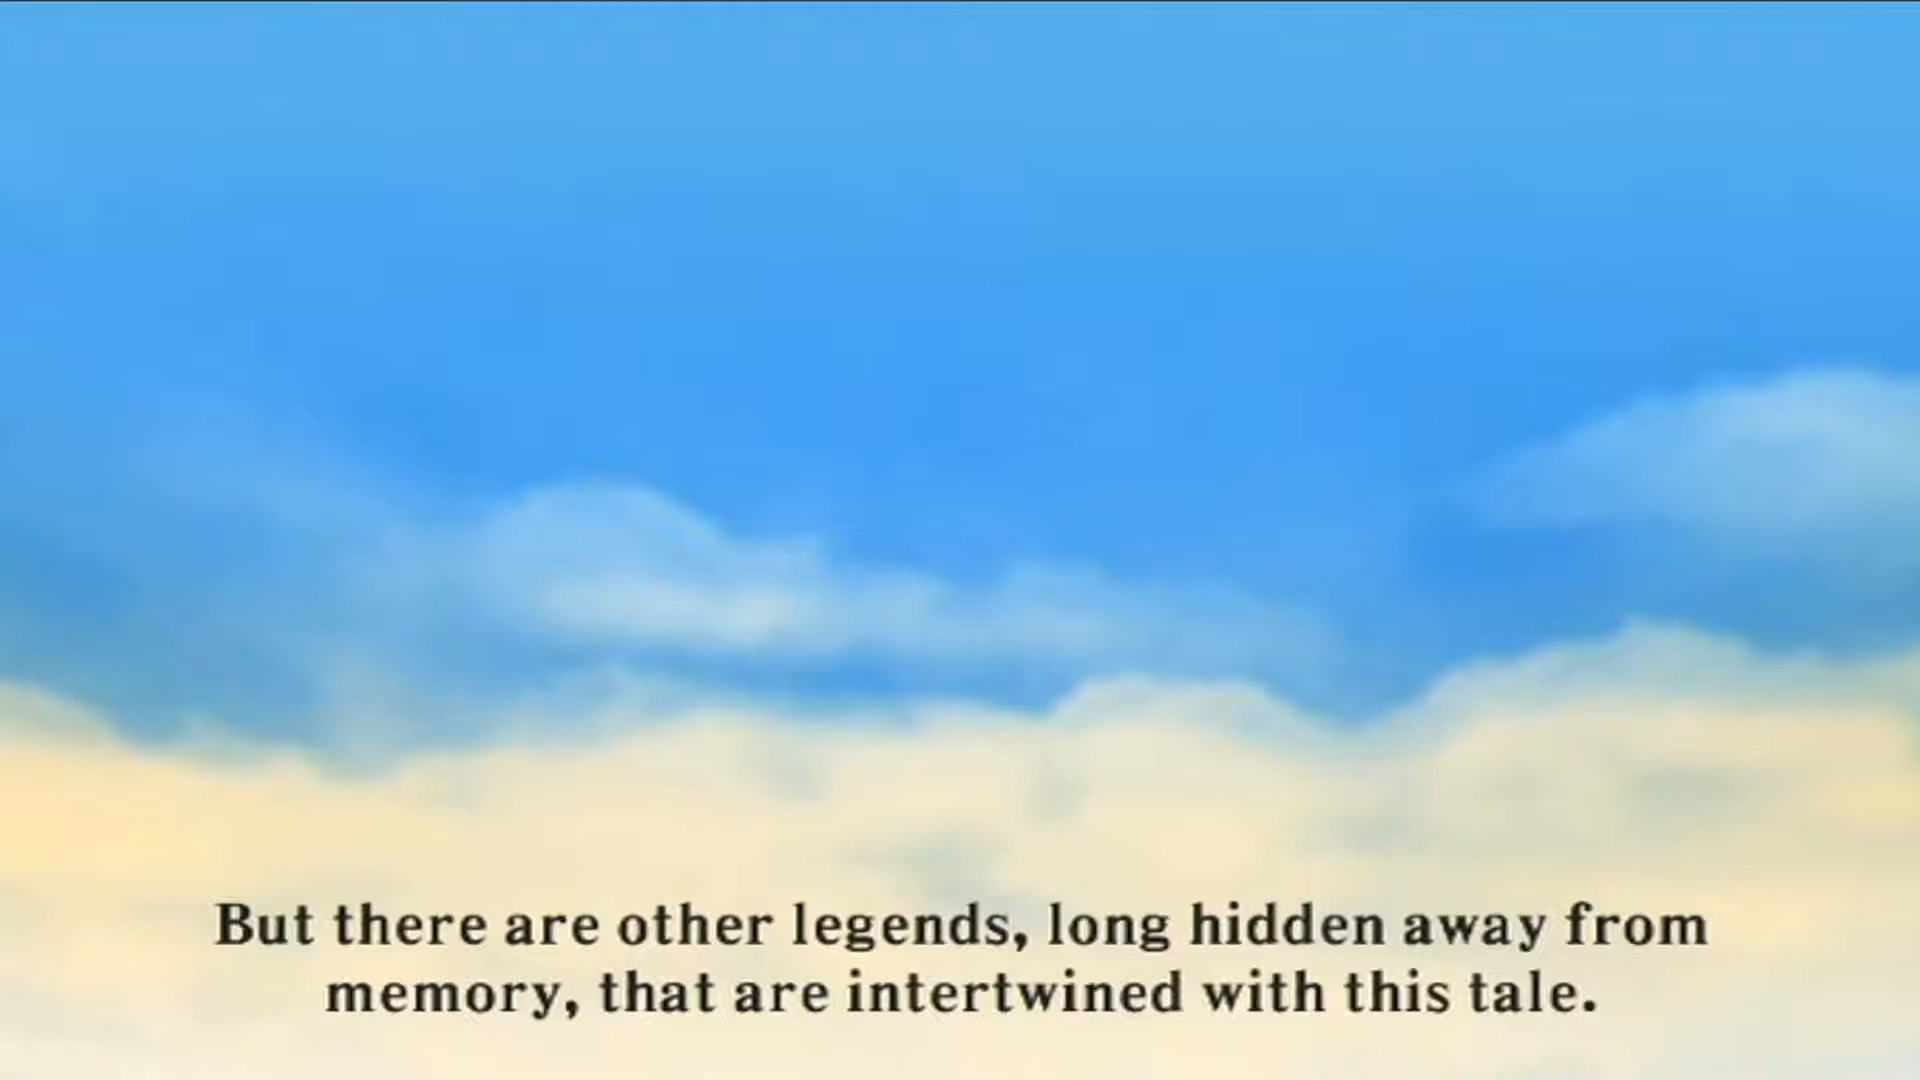 But there are other legends, long hidden away from
memory, that are intertwined with this tale.